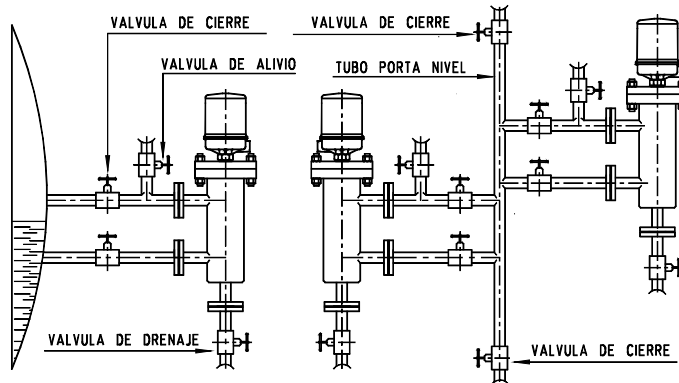 VALVULA DE CIERRE
VALVULA DE CIERRE
VALVULA DE ALIVIO
TUBO PORTA NIVEL
VALVULA DE DRENAJE
VALVULA DE CIERRE